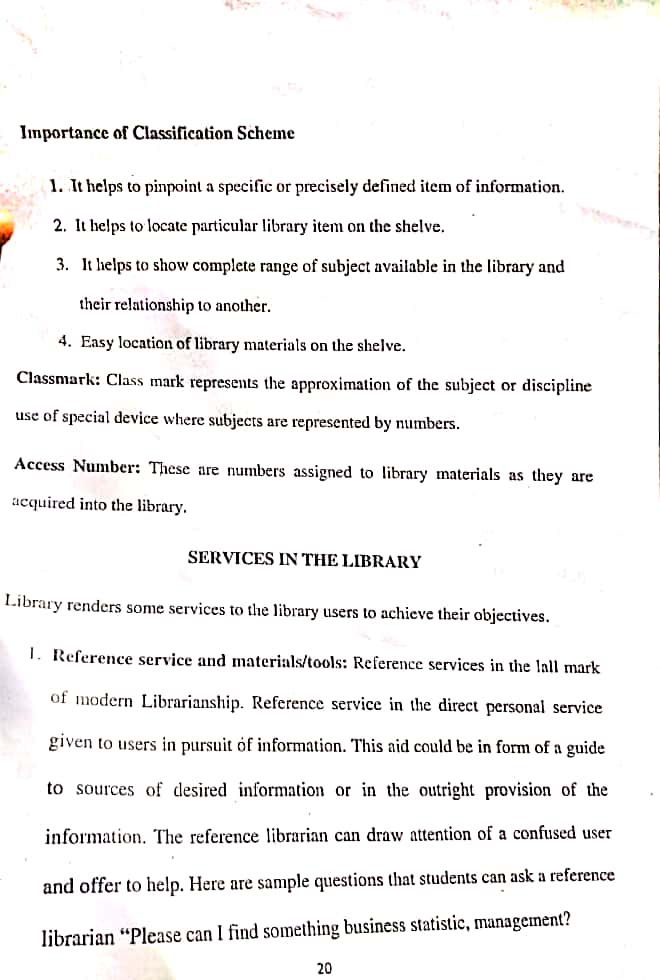 Importance of Classification Scheme
1. It helps to pinpoint a specific or precisely defined item of information.
2. It helps to locate particular library item on the shelve.
3. It helps to show complete range of subject available in the library and
their relationship to another.
4. Easy location of library materials on the shelve.
Classmark: Class mark represents the approximation of the subject or discipline
use of special device where subjects are represented by numbers.
Access Number: These are numbers assigned to library materials as they are
acquired into the library.
SERVICES IN THE LIBRARY
Library renders some services to the library users to achieve their objectives.
1. Reference service and materials/tools: Reference services in the lall mark
of modern Librarianship. Reference service in the direct personal service
given to users in pursuit of information. This aid could be in form of a guide
to sources of desired information or in the outright provision of the
information. The reference librarian can draw attention of a confused user
and offer to help. Here are sample questions that students can ask a reference
librarian “Please can I find something business statistic, management?
20